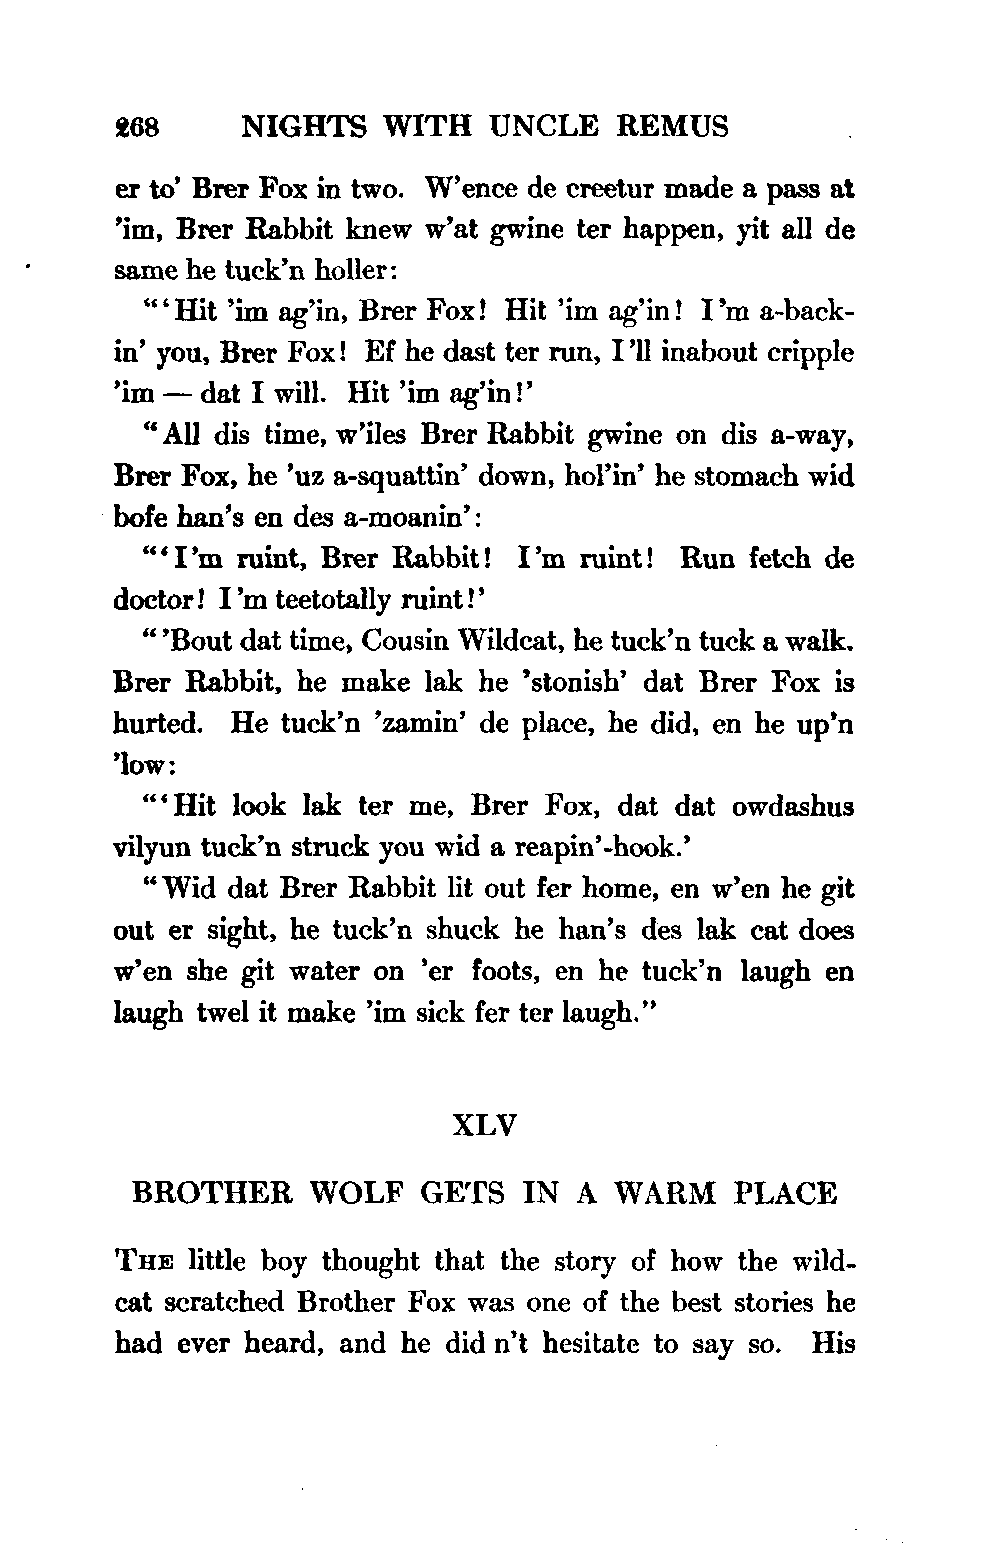 268 NIGHTS WITH UNCLE REMUS
er to' Brer Fox in two. W'ence de creetur made a pass at
'im, Brer Rabbit knew w'at gwine ter happen, yit all de
same he tuck'n holler:
"'Hit 'im ag'in, Brer Fox! Hit 'im ag'in! I 'm a-back-
in' you, Brer Fox! Ef he dast ter run, I 'll inabout cripple
'im — dat I will. Hit 'im ag'in!'
"All dis time, w'iles Brer Rabbit gwine on dis a-way,
Brer Fox, he 'uz a-squattin' down, hol'in' he stomach wid
bofe han's en des a-moanin':
"'I 'm ruint, Brer Rabbit! I 'm ruint! Run fetch de
doctor! I 'm teetotally ruint!'
"'Bout dat time, Cousin Wildcat, he tuck'n tuck a walk.
Brer Rabbit, he make lak he 'stonish' dat Brer Fox is
hurted. He tuck'n 'zamin' de place, he did, en he up'n
'low:
"'Hit look lak ter me, Brer Fox, dat dat owdashus
vilyun tuck'n struck you wid a reapin'-hook.'
"Wid dat Brer Rabbit lit out fer home, en w'en he git
out er sight, he tuck'n shuck he han's des lak cat does
w'en she git water on 'er foots, en he tuck'n laugh en
laugh twel it make 'im sick fer ter laugh."
XLV
BROTHER WOLF GETS IN A WARM PLACE
THE little boy thought that the story of how the wild-
cat scratched Brother Fox was one of the best stories he
had ever heard, and he did n't hesitate to say so. His